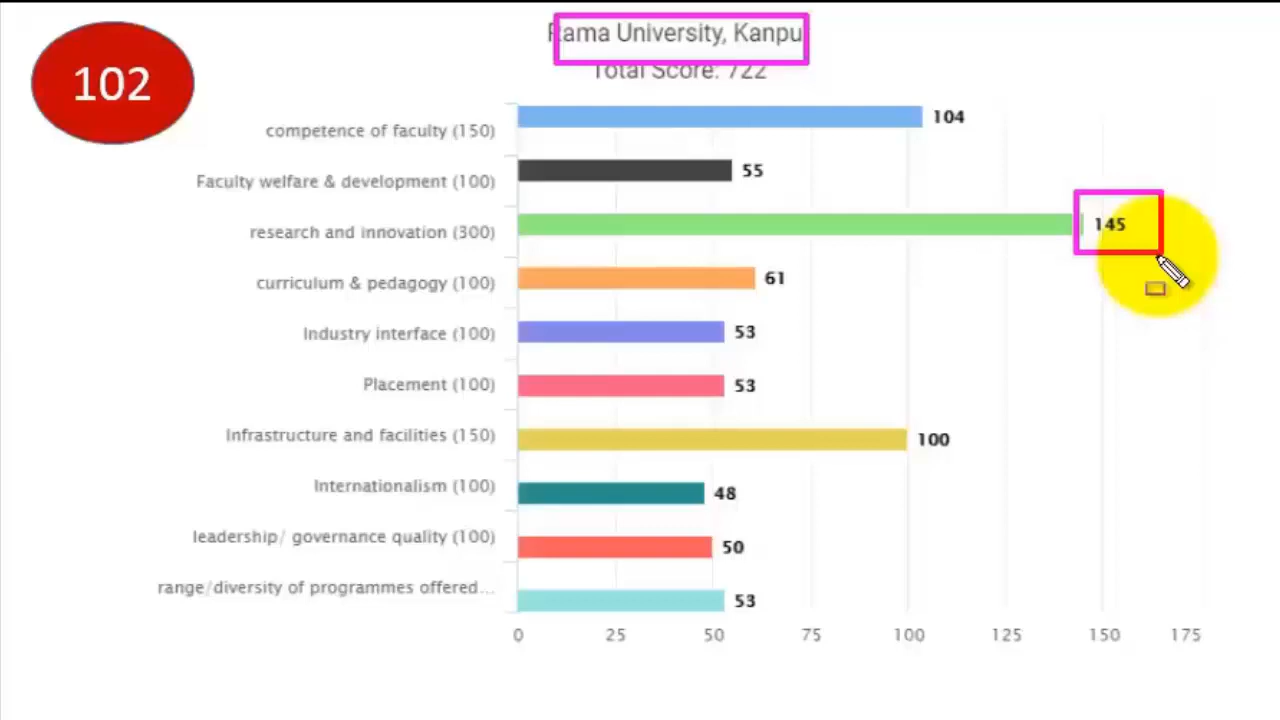 102
Rama University, Kanpu
Total Score: 722
competence of faculty (150)
104
Faculty welfare & development (100)
55
research and innovation (300)
145
curriculum & pedagogy (100)
61
Industry interface (100)
53
Placement (100)
53
Infrastructure and facilities (150)
100
Internationalism (100)
48
leadership/ governance quality (100)
50
range/diversity of programmes offered...
53
0 25 50 75 100 125 150 175